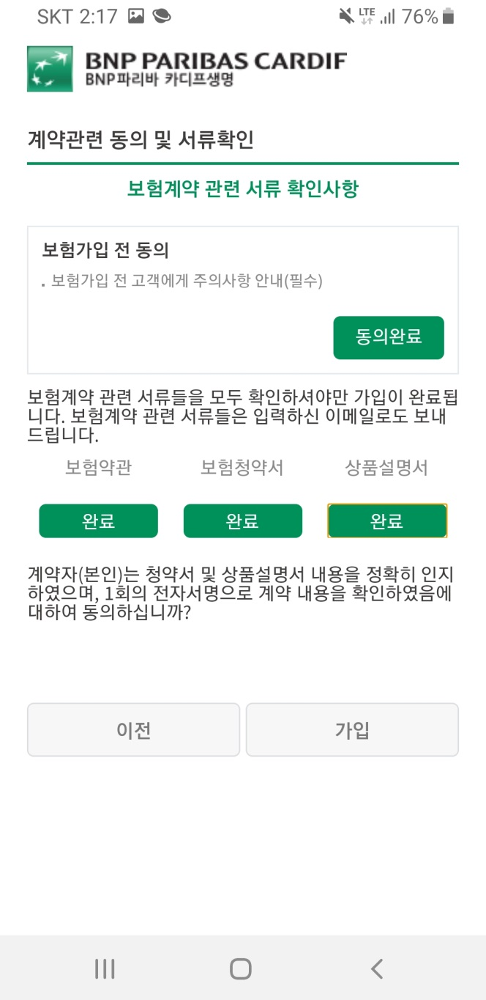 SKT 2:17 LTE 76%
BNP PARIBAS CARDIF
BNP파리바 카디프생명
계약관련 동의 및 서류확인
보험계약 관련 서류 확인사항
보험가입 전 동의
. 보험가입 전 고객에게 주의사항 안내(필수)
동의완료
보험계약 관련 서류들을 모두 확인하셔야만 가입이 완료됩
니다. 보험계약 관련 서류들은 입력하신 이메일로도 보내
드립니다.
보험약관 보험청약서 상품설명서
완료 완료 완료
계약자(본인)는 청약서 및 상품설명서 내용을 정확히 인지
하였으며, 1회의 전자서명으로 계약 내용을 확인하였음에
대하여 동의하십니까?
이전 가입